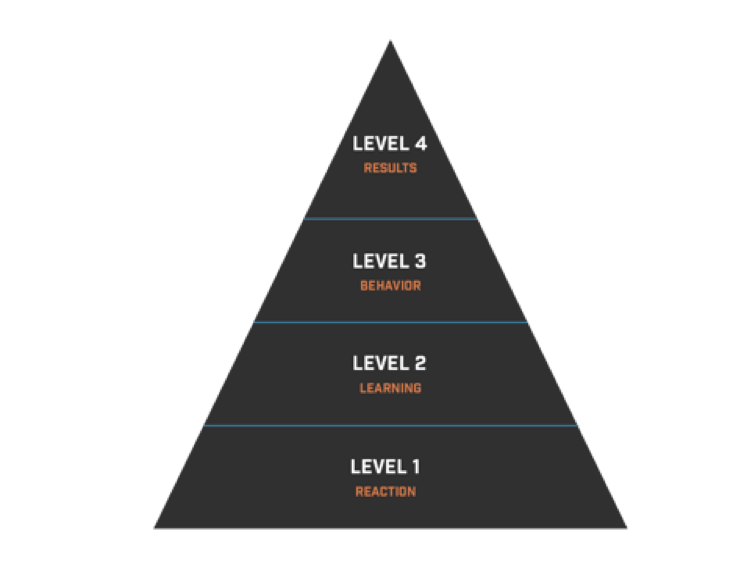 LEVEL 4
RESULTS
LEVEL 3
BEHAVIOR
LEVEL 2
LEARNING
LEVEL 1
REACTION